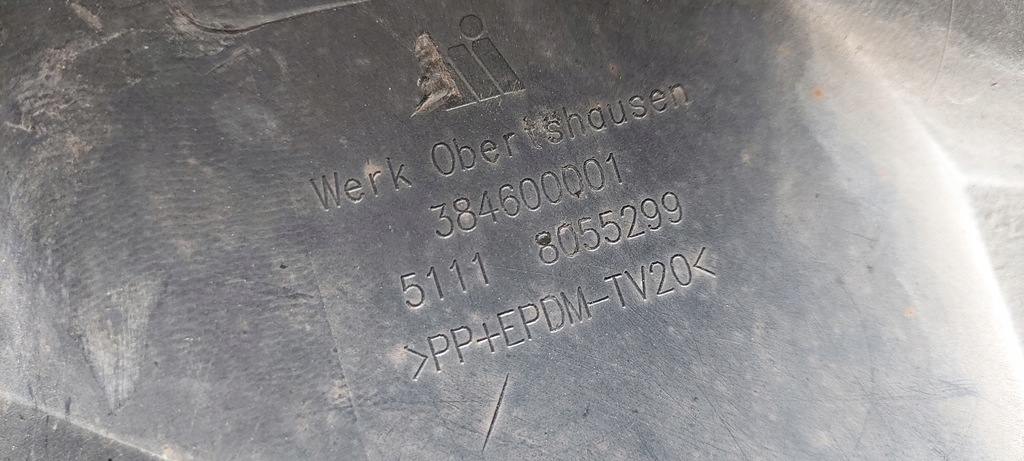 Werk Obertshausen
384600001
5111 8055299
>PP+EPDM-TV20<